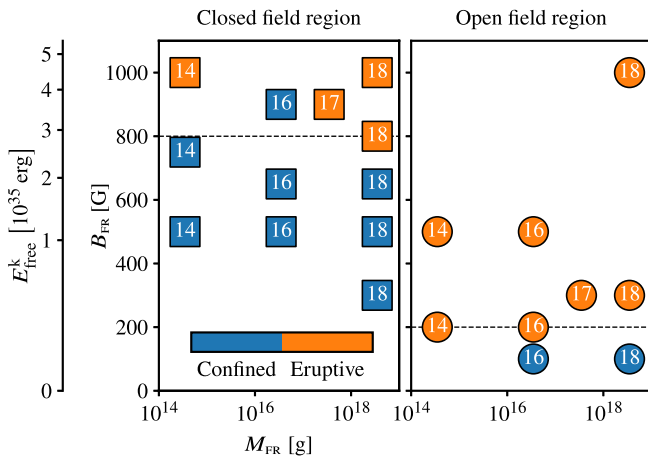 Closed field region
Open field region
E^k_free [10^35 erg]
5
4
3
2
1
0
B_FR [G]
1000
800
600
400
200
0
14 18
16 17
18
14
16 18
14 16 18
18
Confined Eruptive
10^14 10^16 10^18
M_FR [g]
18
14 16
17 18
14 16
16 18
10^14 10^16 10^18